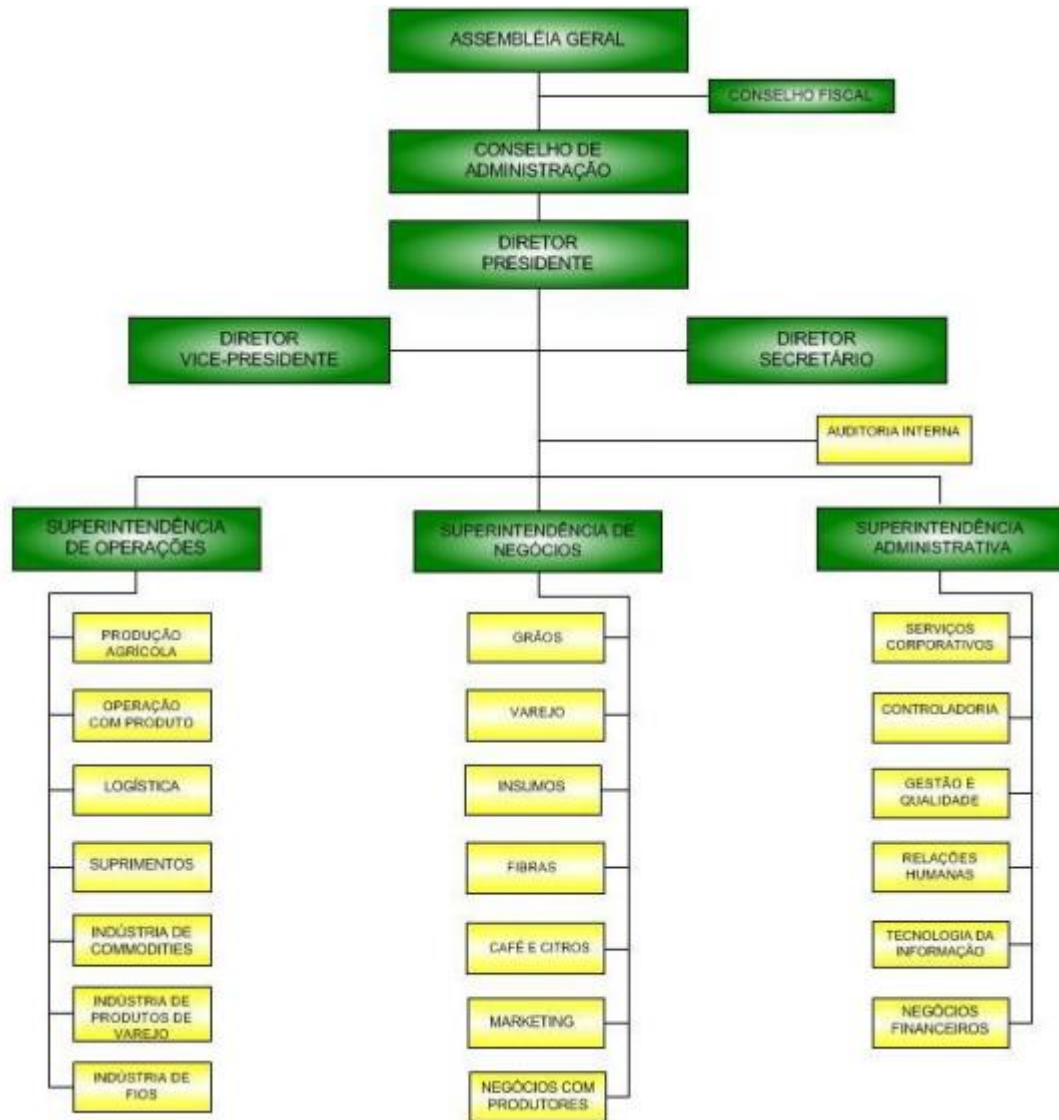 ASSEMBLÉIA GERAL
CONSELHO FISCAL
CONSELHO DE
ADMINISTRAÇÃO
DIRETOR
PRESIDENTE
DIRETOR
VICE-PRESIDENTE
DIRETOR
SECRETÁRIO
AUDITORIA INTERNA
SUPERINTENDÊNCIA
DE OPERAÇÕES
PRODUÇÃO
AGRÍCOLA
OPERAÇÃO
COM PRODUTO
LOGÍSTICA
SUPRIMENTOS
INDÚSTRIA DE
COMMODITIES
INDÚSTRIA DE
PRODUTOS DE
VAREJO
INDÚSTRIA DE
FIOS
SUPERINTENDÊNCIA DE
NEGÓCIOS
GRÃOS
VAREJO
INSUMOS
FIBRAS
CAFÉ E CITROS
MARKETING
NEGÓCIOS COM
PRODUTORES
SUPERINTENDÊNCIA
ADMINISTRATIVA
SERVIÇOS
CORPORATIVOS
CONTROLADORIA
GESTÃO E
QUALIDADE
RELAÇÕES
HUMANAS
TECNOLOGIA DA
INFORMAÇÃO
NEGÓCIOS
FINANCEIROS